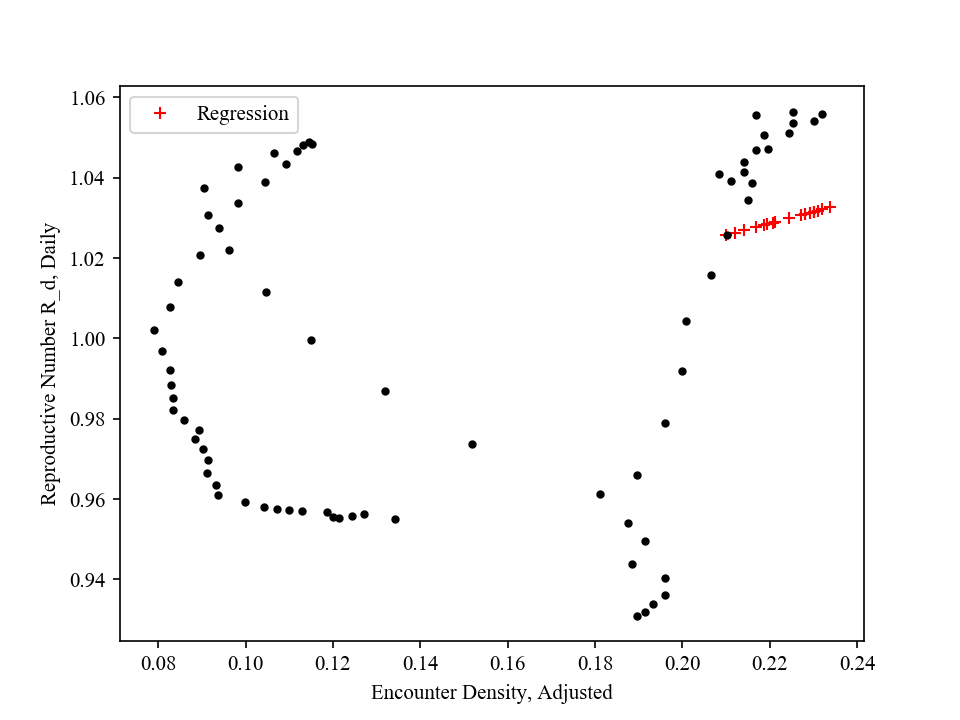 Regression
1.06
1.04
1.02
1.00
0.98
0.96
0.94
Reproductive Number R_d, Daily
0.08 0.10 0.12 0.14 0.16 0.18 0.20 0.22 0.24
Encounter Density, Adjusted